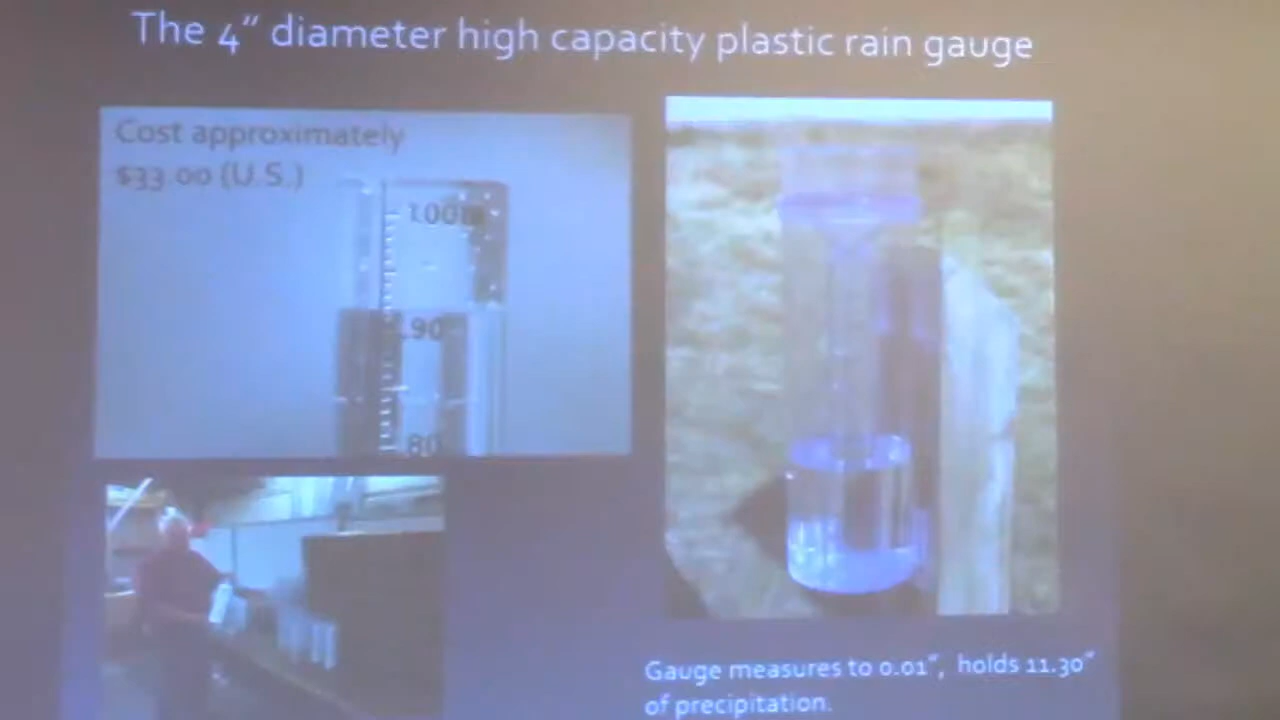 The 4" diameter high capacity plastic rain gauge
Cost approximately
$33.00 (U.S.)
1.00
.90
.80
Gauge measures to 0.01", holds 11.30"
of precipitation.